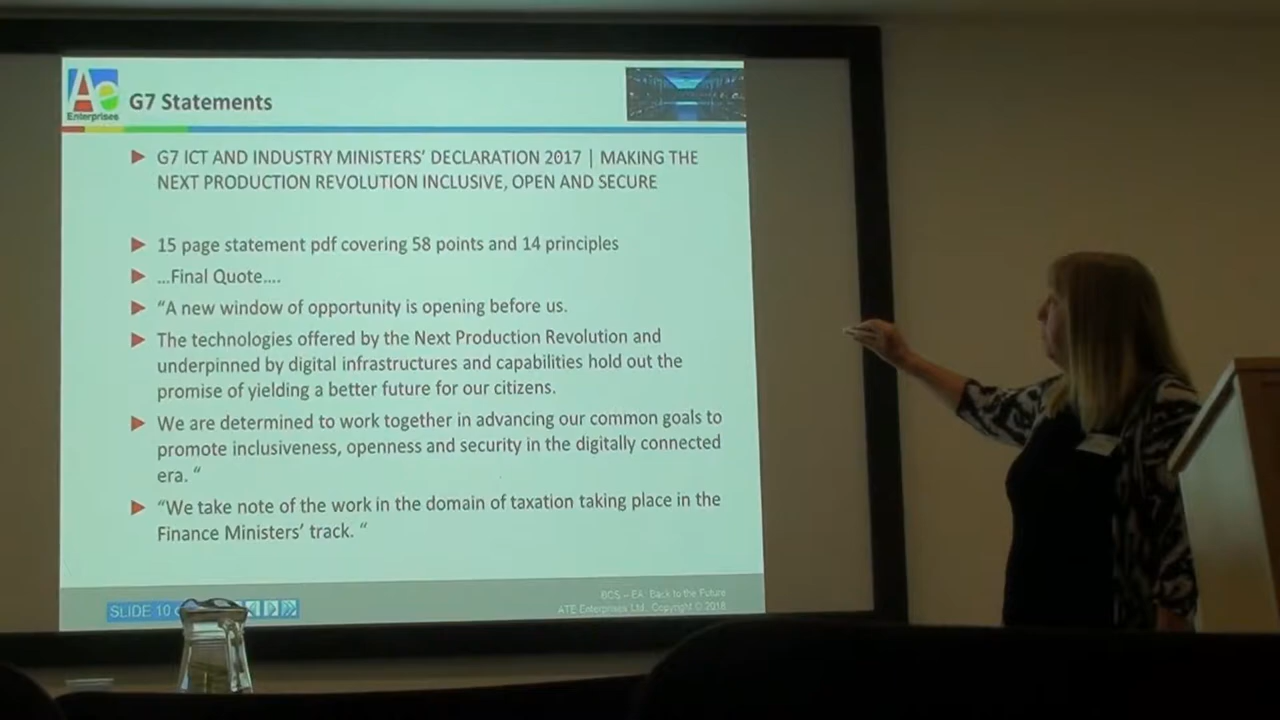 Ae
Enterprises
G7 Statements
G7 ICT AND INDUSTRY MINISTERS’ DECLARATION 2017 | MAKING THE
NEXT PRODUCTION REVOLUTION INCLUSIVE, OPEN AND SECURE
15 page statement pdf covering 58 points and 14 principles
...Final Quote....
“A new window of opportunity is opening before us.
The technologies offered by the Next Production Revolution and
underpinned by digital infrastructures and capabilities hold out the
promise of yielding a better future for our citizens.
We are determined to work together in advancing our common goals to
promote inclusiveness, openness and security in the digitally connected
era. “
“We take note of the work in the domain of taxation taking place in the
Finance Ministers’ track. “
SLIDE 10
BCS – EA: Back to the Future
ATE Enterprises Ltd. Copyright © 2018